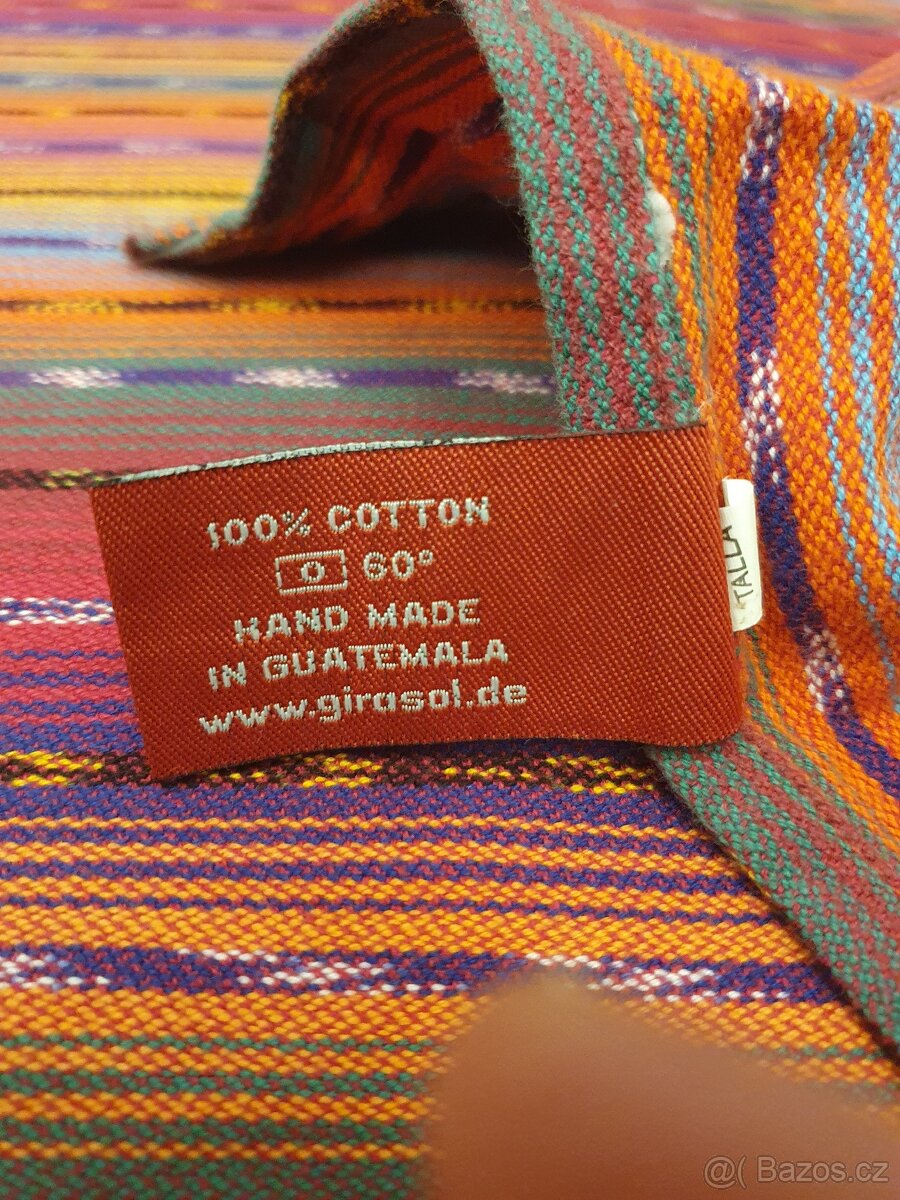 100% COTTON
60°
HAND MADE
IN GUATEMALA
www.girasol.de
TALLA
@( Bazos.cz